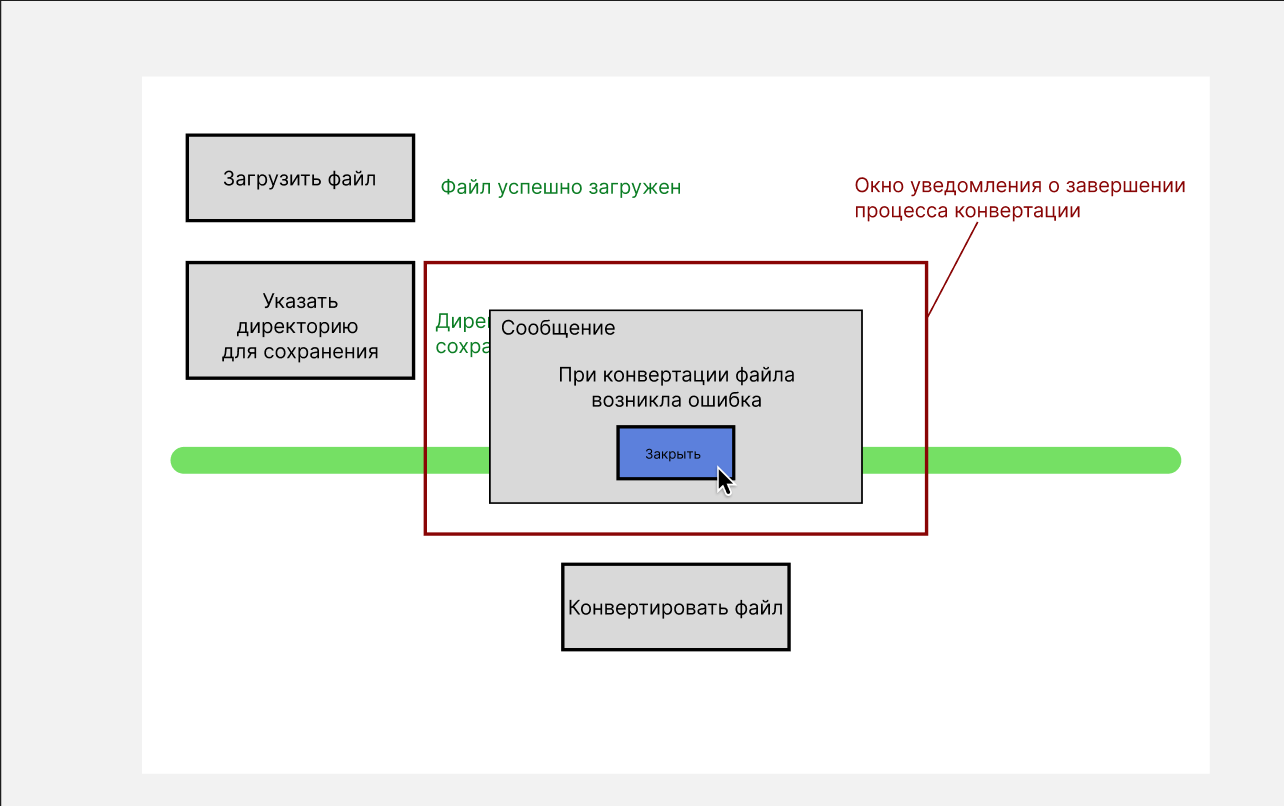 Загрузить файл
Файл успешно загружен
Окно уведомления о завершении
процесса конвертации
Указать
директорию
для сохранения
Сообщение
При конвертации файла
возникла ошибка
Закрыть
Конвертировать файл